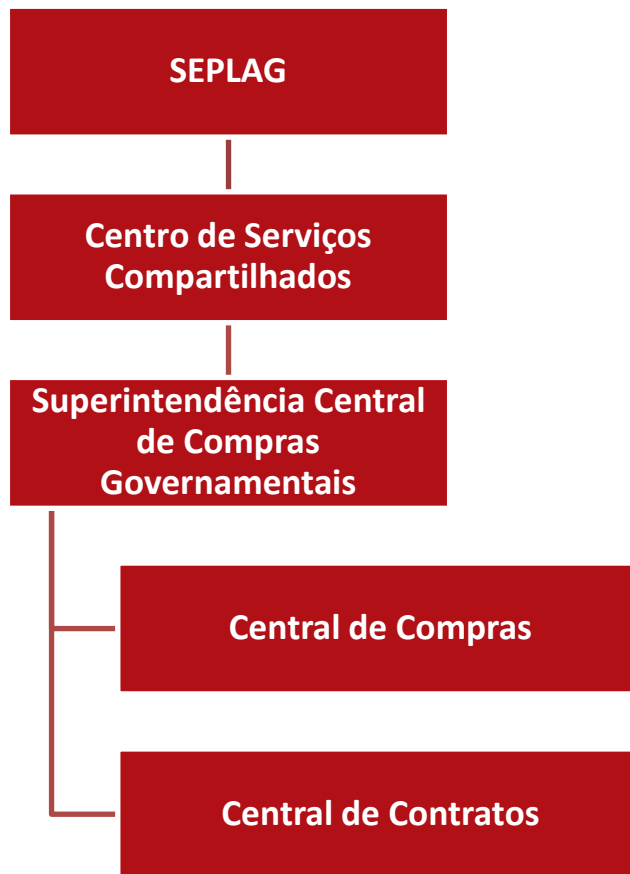 SEPLAG
Centro de Serviços
Compartilhados
Superintendência Central
de Compras
Governamentais
Central de Compras
Central de Contratos